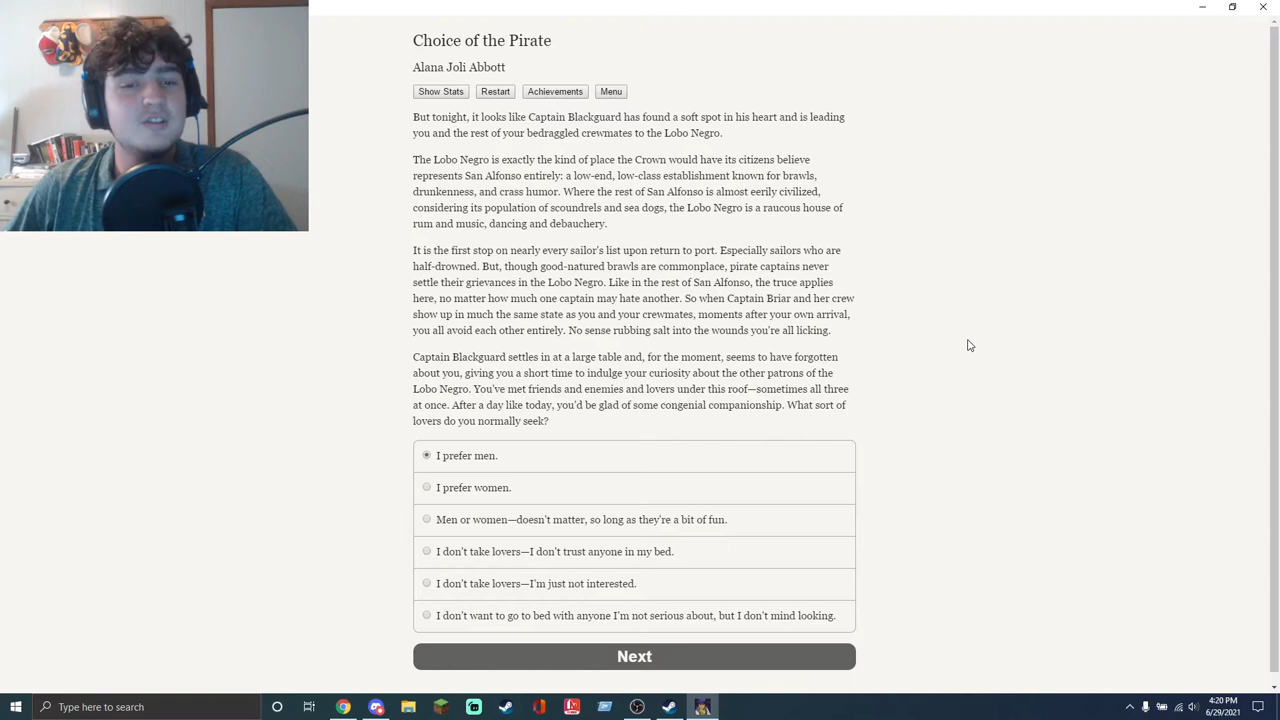 Choice of the Pirate
Alana Joli Abbott
Show Stats Restart Achievements Menu
But tonight, it looks like Captain Blackguard has found a soft spot in his heart and is leading
you and the rest of your bedraggled crewmates to the Lobo Negro.
The Lobo Negro is exactly the kind of place the Crown would have its citizens believe
represents San Alfonso entirely: a low-end, low-class establishment known for brawls,
drunkenness, and crass humor. Where the rest of San Alfonso is almost eerily civilized,
considering its population of scoundrels and sea dogs, the Lobo Negro is a raucous house of
rum and music, dancing and debauchery.
It is the first stop on nearly every sailor's list upon return to port. Especially sailors who are
half-drowned. But, though good-natured brawls are commonplace, pirate captains never
settle their grievances in the Lobo Negro. Like in the rest of San Alfonso, the truce applies
here, no matter how much one captain may hate another. So when Captain Briar and her crew
show up in much the same state as you and your crewmates, moments after your own arrival,
you all avoid each other entirely. No sense rubbing salt into the wounds you're all licking.
Captain Blackguard settles in at a large table and, for the moment, seems to have forgotten
about you, giving you a short time to indulge your curiosity about the other patrons of the
Lobo Negro. You've met friends and enemies and lovers under this roof—sometimes all three
at once. After a day like today, you'd be glad of some congenial companionship. What sort of
lovers do you normally seek?
I prefer men.
I prefer women.
Men or women—doesn't matter, so long as they're a bit of fun.
I don't take lovers—I don't trust anyone in my bed.
I don't take lovers—I'm just not interested.
I don't want to go to bed with anyone I'm not serious about, but I don't mind looking.
Next
Type here to search
4:20 PM
6/29/2021